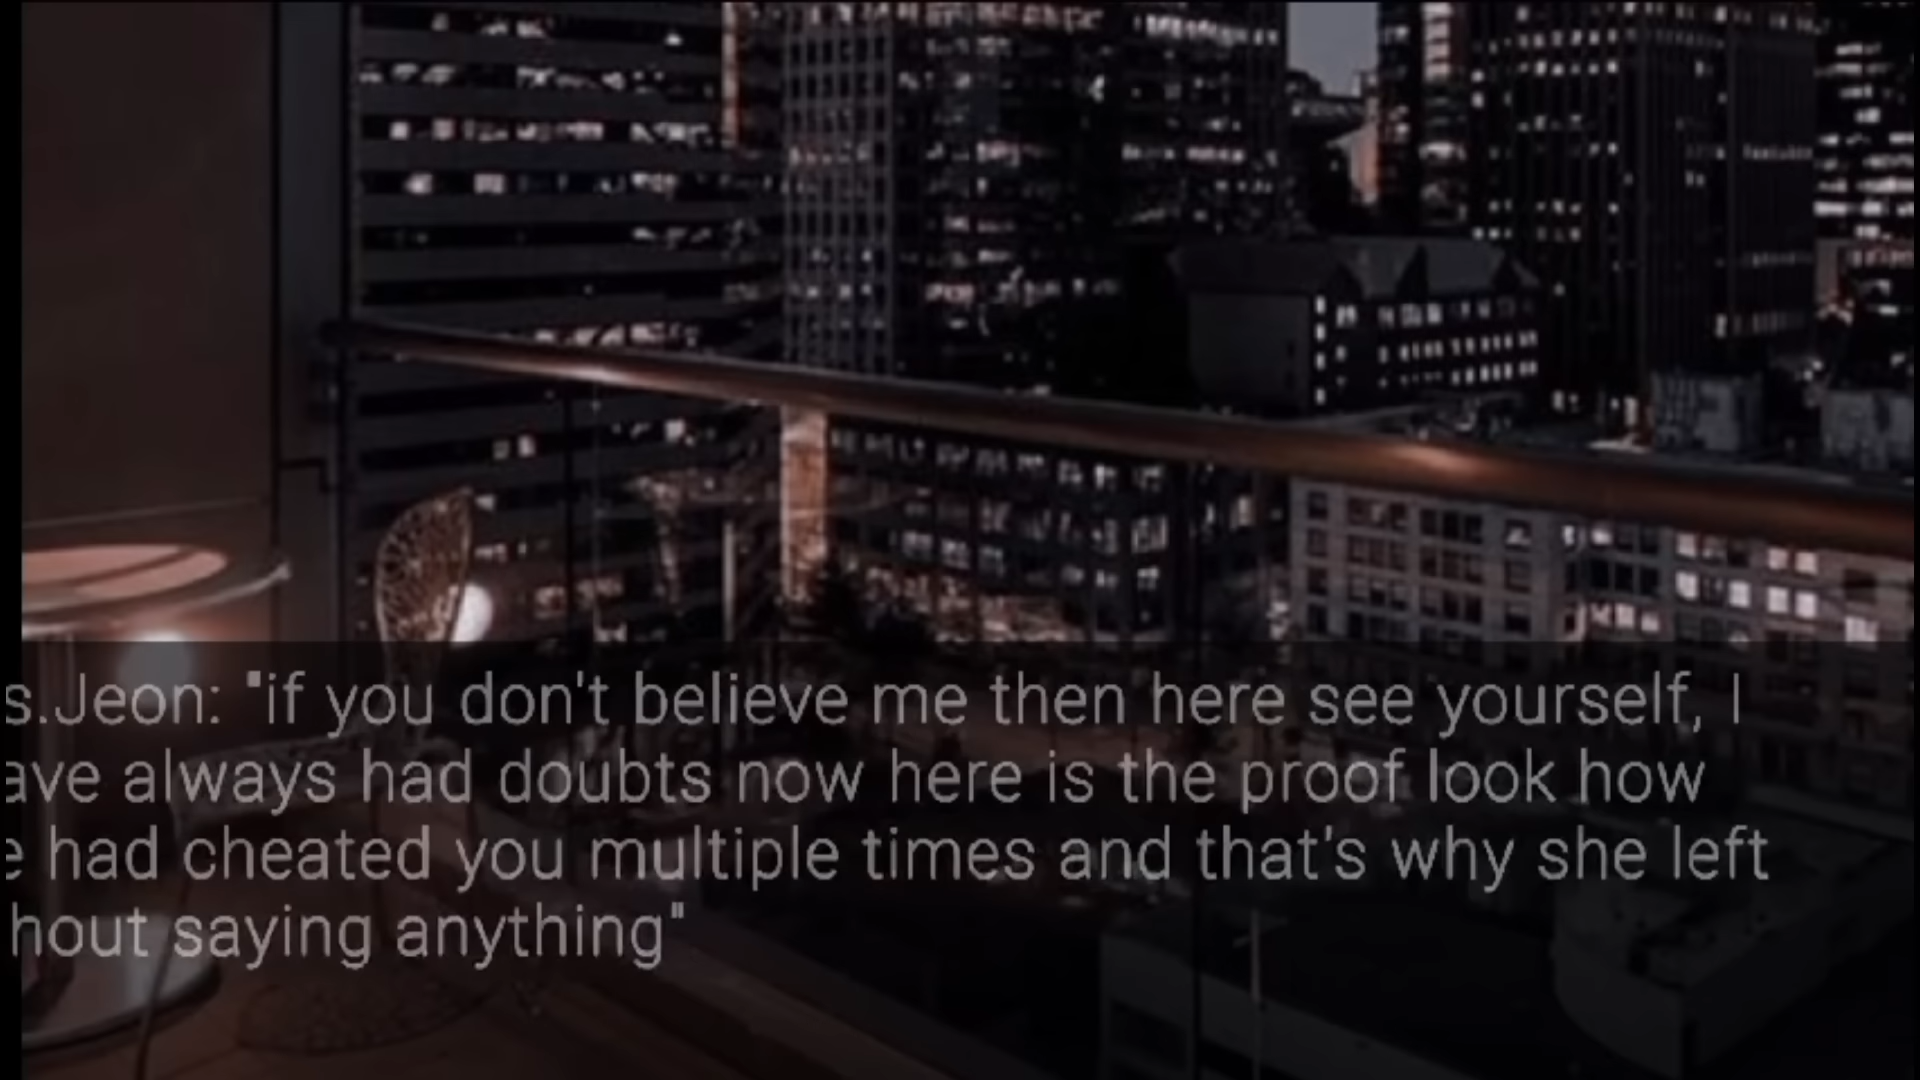 s.Jeon: "if you don't believe me then here see yourself, I
ave always had doubts now here is the proof look how
e had cheated you multiple times and that's why she left
hout saying anything"